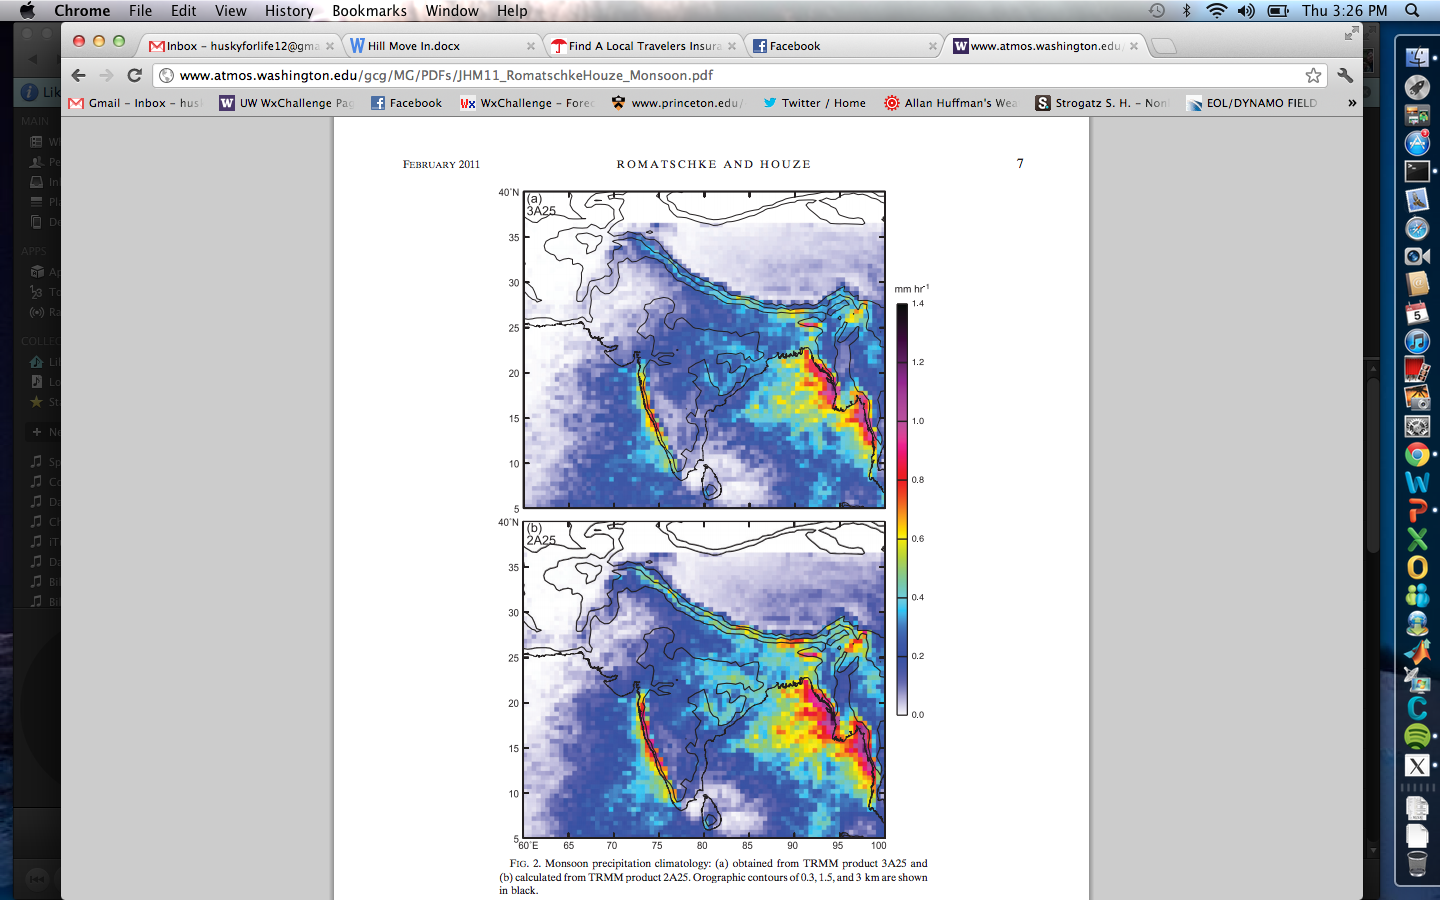 Chrome File Edit View History Bookmarks Window Help Thu 3:26 PM
Inbox – huskyforlife12@gma Hill Move In.docx Find A Local Travelers Insura Facebook www.atmos.washington.edu
www.atmos.washington.edu/gcg/MG/PDFs/JHM11_RomatschkeHouze_Monsoon.pdf
Gmail – Inbox – husk UW WxChallenge Pag Facebook WxChallenge – Forec www.princeton.edu/ Twitter / Home Allan Huffman's Wea Strogatz S. H. – Nonl EOL/DYNAMO FIELD »
FEBRUARY 2011 ROMATSCHKE AND HOUZE 7
40°N
(a)
3A25
35
30
25
20
15
10
5
mm hr-1
1.4
1.2
1.0
0.8
0.6
0.4
0.2
0.0
40°N
(b)
2A25
35
30
25
20
15
10
5
60°E 65 70 75 80 85 90 95 100
FIG. 2. Monsoon precipitation climatology: (a) obtained from TRMM product 3A25 and
(b) calculated from TRMM product 2A25. Orographic contours of 0.3, 1.5, and 3 km are shown
in black.
MAIN
APPS
COLLEC